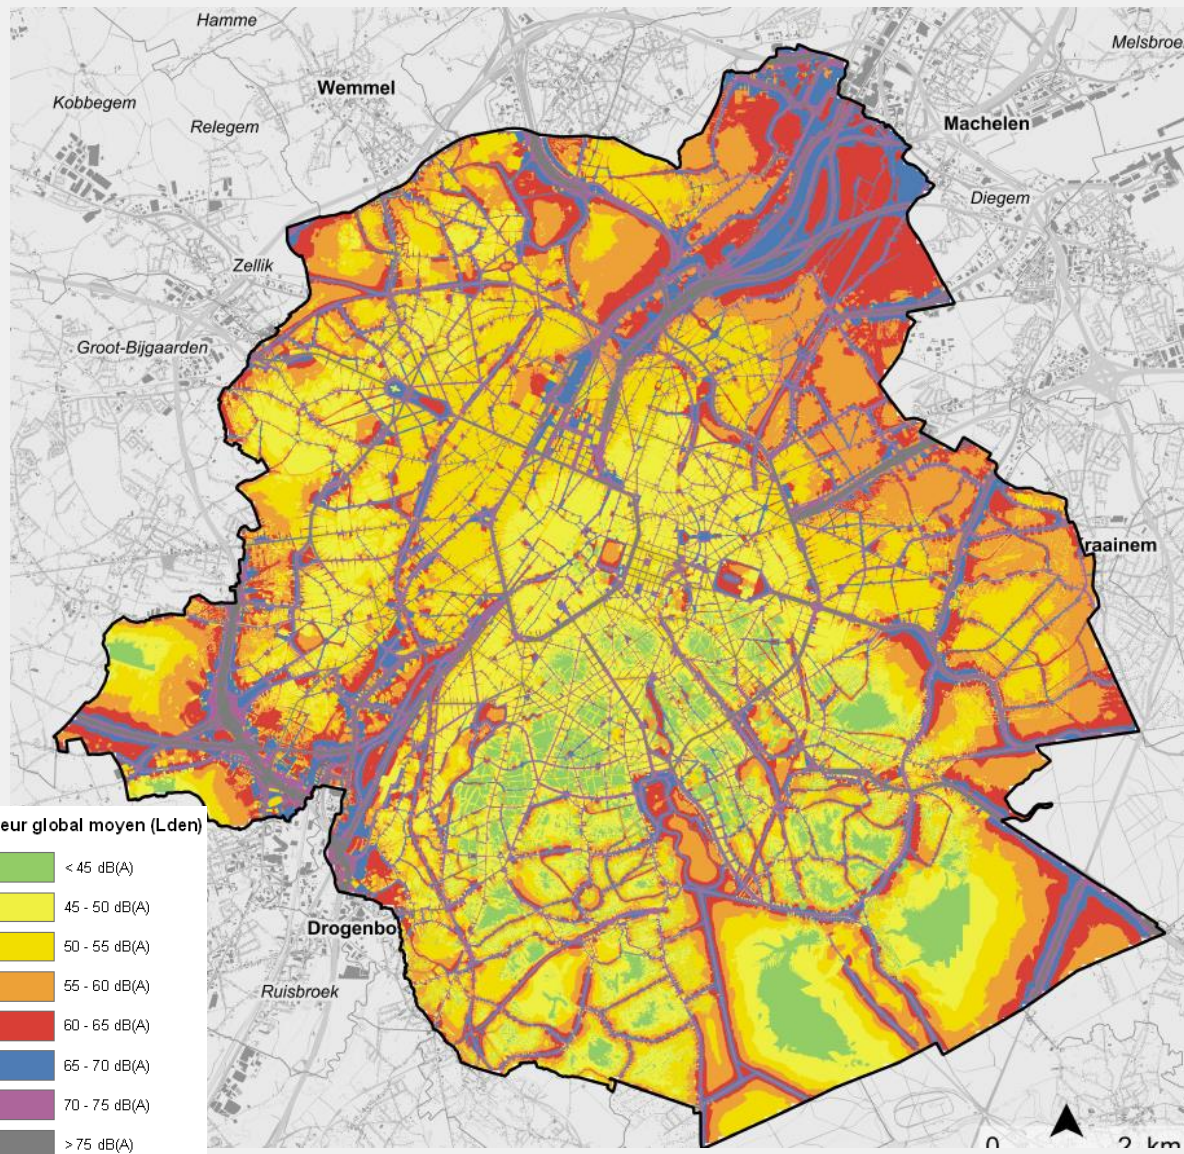 Hamme
Melsbroe
Wemmel
Kobbegem
Relegem
Machelen
Diegem
Zellik
Groot-Bijgaarden
raainem
Drogenbo
Ruisbroek
eur global moyen (Lden)
< 45 dB(A)
45 - 50 dB(A)
50 - 55 dB(A)
55 - 60 dB(A)
60 - 65 dB(A)
65 - 70 dB(A)
70 - 75 dB(A)
> 75 dB(A)
0 2 km